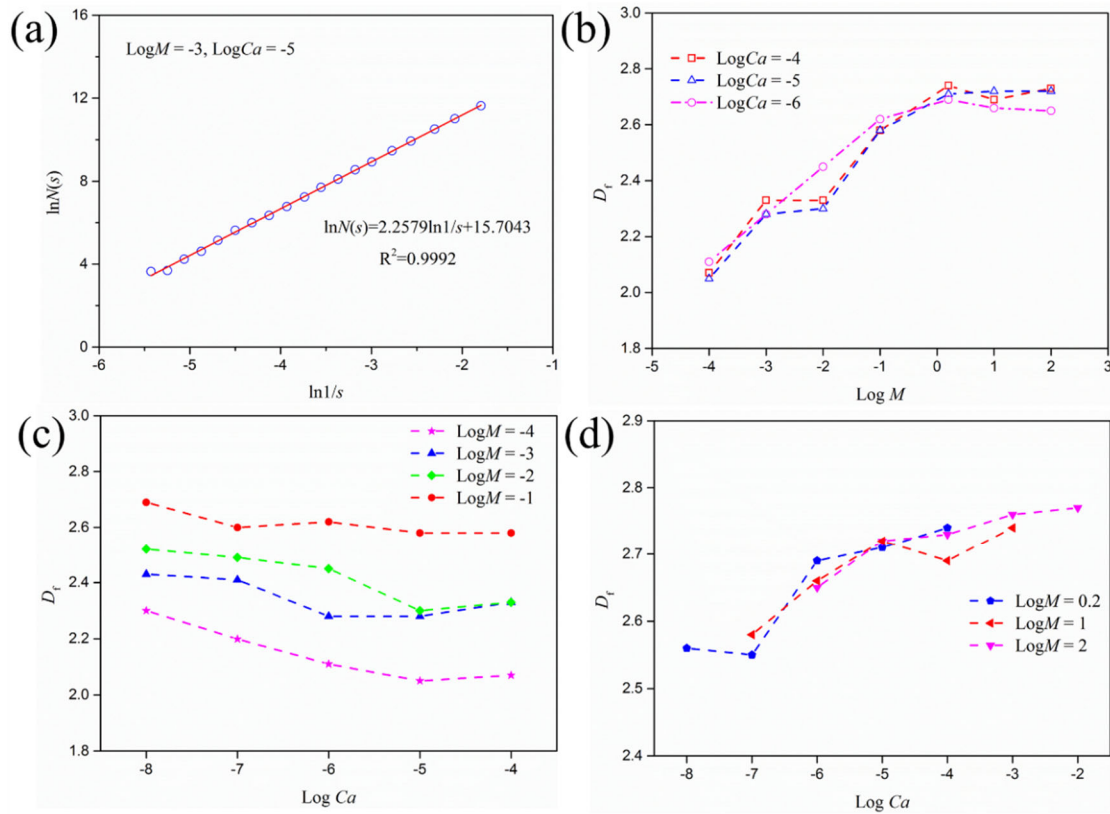 (a)
LogM = -3, LogCa = -5
lnN(s)=2.2579ln1/s+15.7043
R²=0.9992
16
12
8
4
0
lnN(s)
-6 -5 -4 -3 -2 -1
ln1/s
(b)
LogCa = -4
LogCa = -5
LogCa = -6
3.0
2.8
2.6
2.4
2.2
2.0
1.8
Df
-5 -4 -3 -2 -1 0 1 2 3
Log M
(c)
LogM = -4
LogM = -3
LogM = -2
LogM = -1
3.0
2.8
2.6
2.4
2.2
2.0
1.8
Df
-8 -7 -6 -5 -4
Log Ca
(d)
2.9
2.8
2.7
2.6
2.5
2.4
Df
LogM = 0.2
LogM = 1
LogM = 2
-8 -7 -6 -5 -4 -3 -2
Log Ca